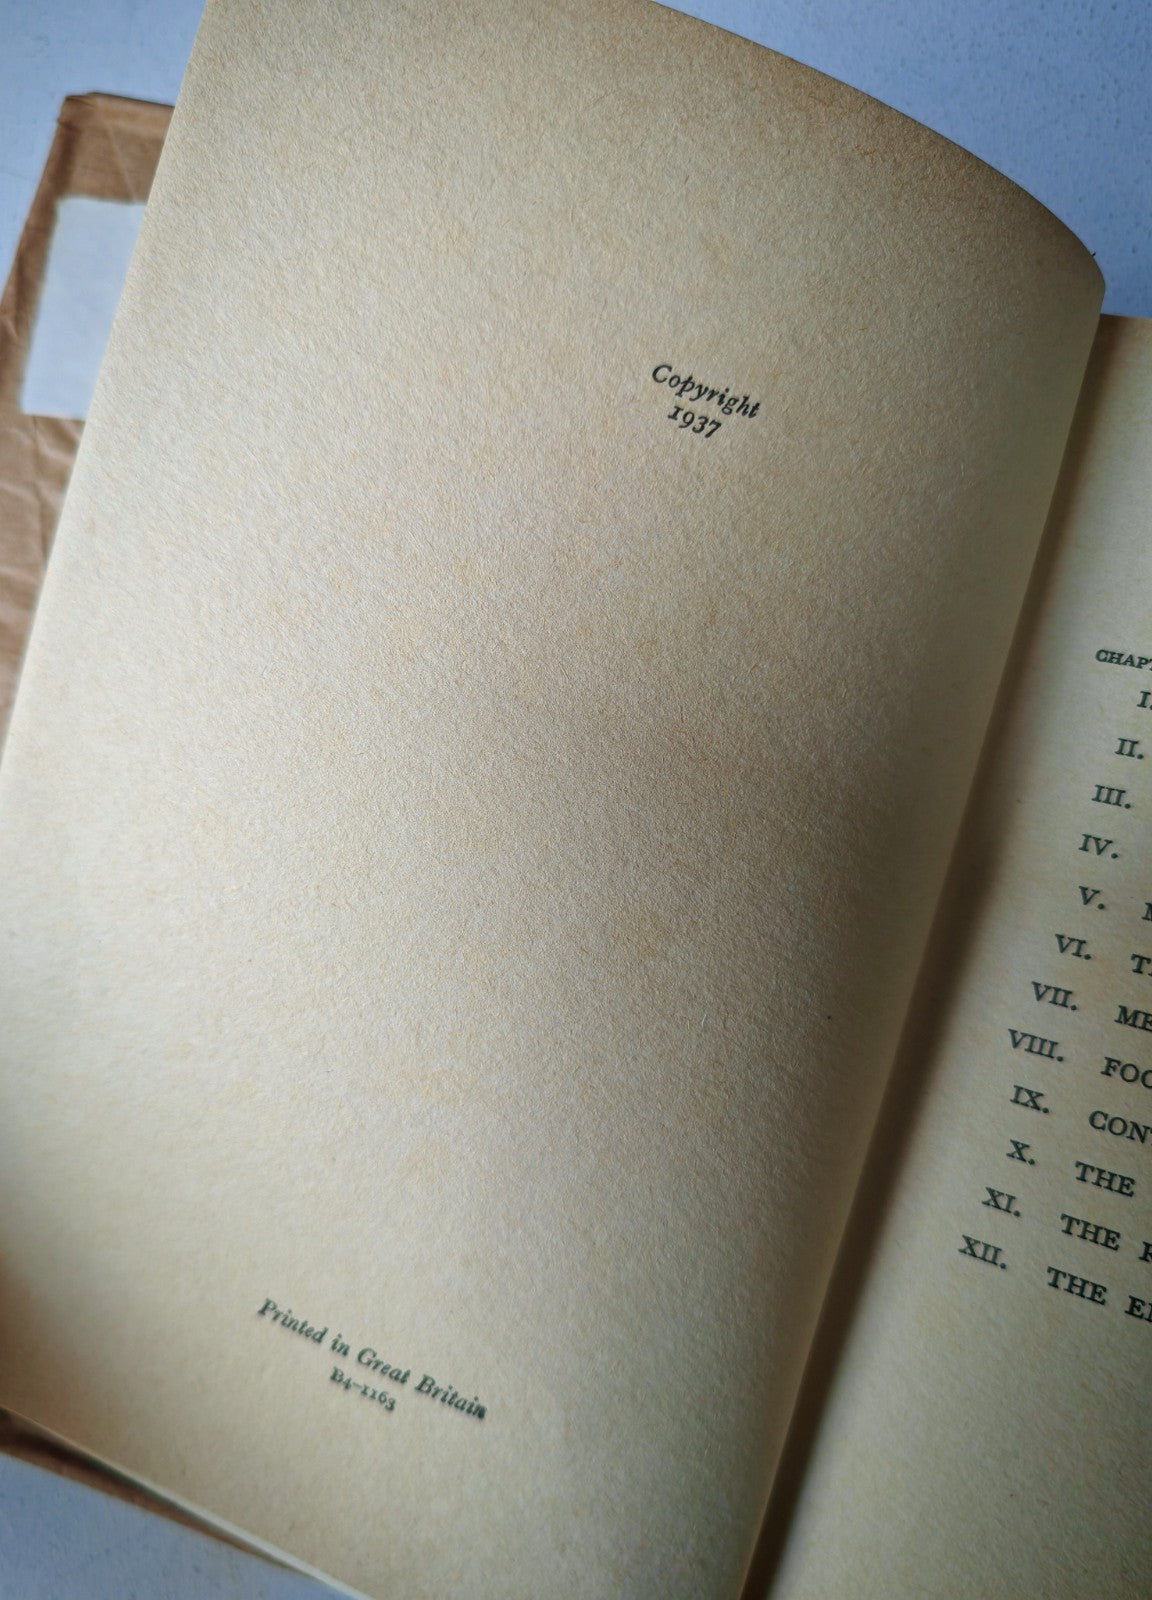 Copyright
1937
Printed in Great Britain
B4-1163
I.
II.
III.
IV.
V.
VI.
VII.
VIII.
IX.
X. THE
XI. THE
XII. THE